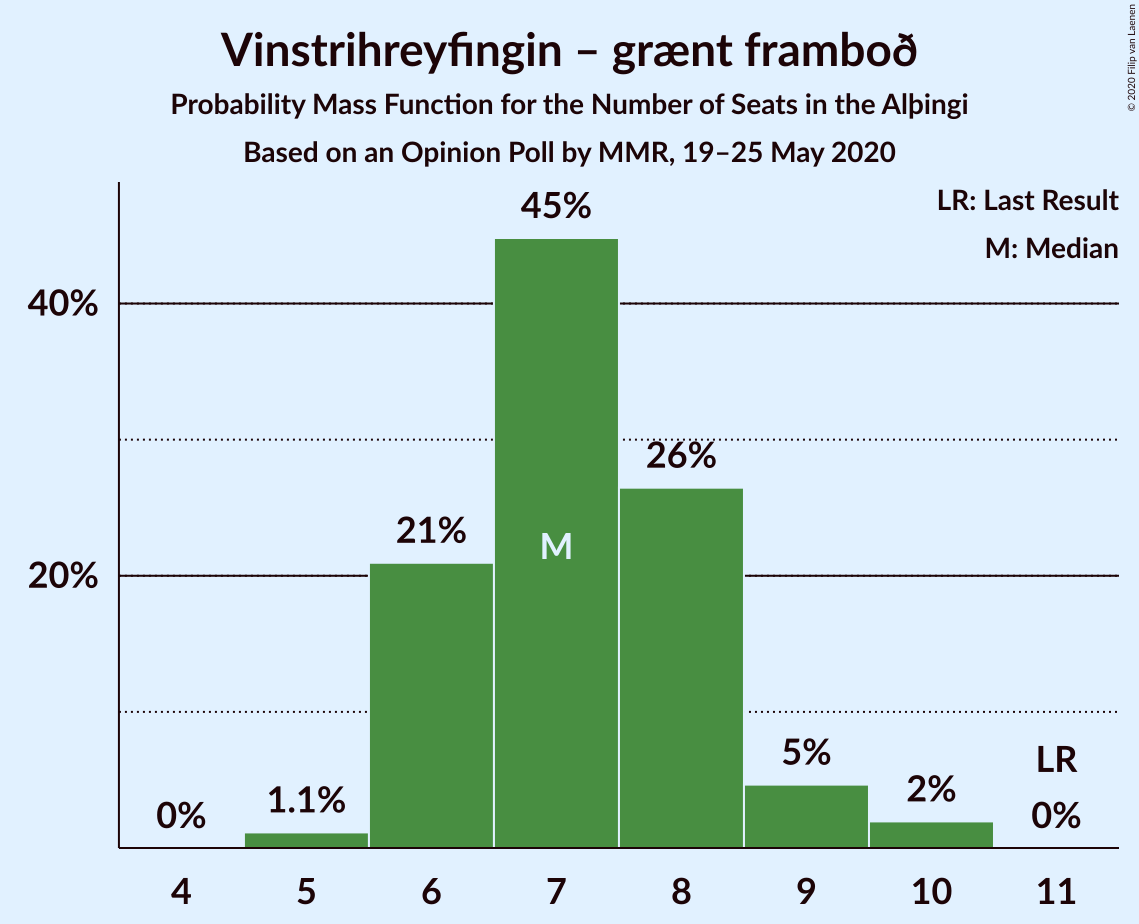 Vinstrihreyfingin – grænt framboð
Probability Mass Function for the Number of Seats in the Alþingi
Based on an Opinion Poll by MMR, 19–25 May 2020
© 2020 Filip van Laenen
LR: Last Result
M: Median
40%
20%
0%
1.1%
21%
45%
M
26%
5%
2%
LR
0%
4 5 6 7 8 9 10 11